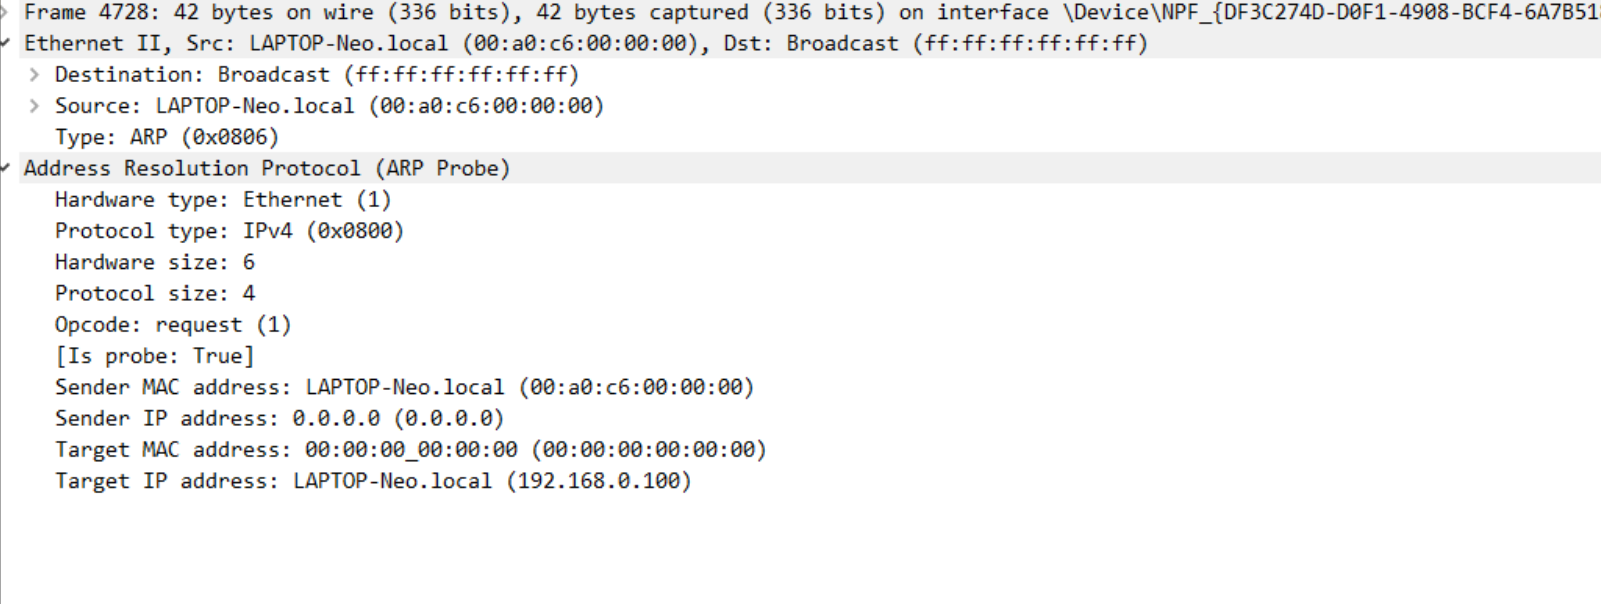 Frame 4728: 42 bytes on wire (336 bits), 42 bytes captured (336 bits) on interface \Device\NPF_{DF3C274D-D0F1-4908-BCF4-6A7B518
Ethernet II, Src: LAPTOP-Neo.local (00:a0:c6:00:00:00), Dst: Broadcast (ff:ff:ff:ff:ff:ff)
Destination: Broadcast (ff:ff:ff:ff:ff:ff)
Source: LAPTOP-Neo.local (00:a0:c6:00:00:00)
Type: ARP (0x0806)
Address Resolution Protocol (ARP Probe)
Hardware type: Ethernet (1)
Protocol type: IPv4 (0x0800)
Hardware size: 6
Protocol size: 4
Opcode: request (1)
[Is probe: True]
Sender MAC address: LAPTOP-Neo.local (00:a0:c6:00:00:00)
Sender IP address: 0.0.0.0 (0.0.0.0)
Target MAC address: 00:00:00_00:00:00 (00:00:00:00:00:00)
Target IP address: LAPTOP-Neo.local (192.168.0.100)